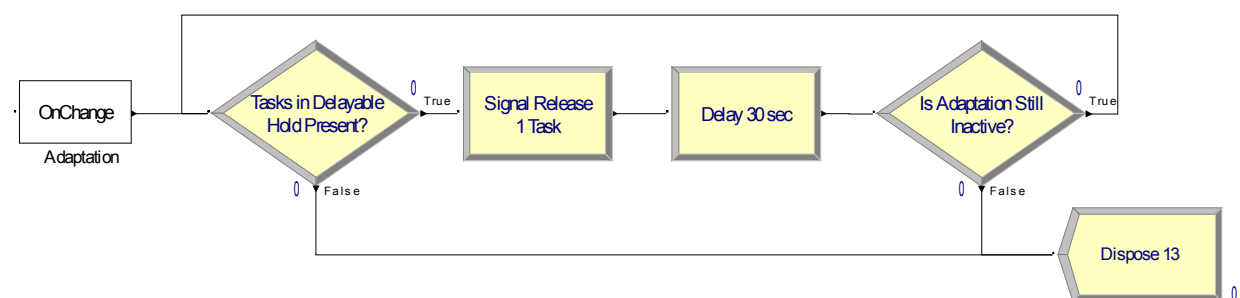 OnChange
Adaptation
Tasks in Delayable
Hold Present?
0
True
0
False
Signal Release
1 Task
Delay 30 sec
Is Adaptation Still
Inactive?
0
True
0
False
Dispose 13
0